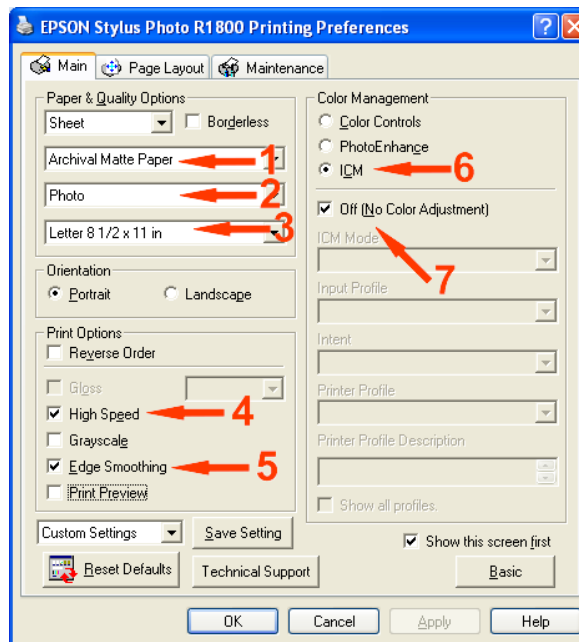 EPSON Stylus Photo R1800 Printing Preferences
Main
Page Layout
Maintenance
Paper & Quality Options
Sheet
Borderless
Archival Matte Paper
1
Photo
2
Letter 8 1/2 x 11 in
3
Orientation
Portrait
Landscape
Print Options
Reverse Order
Gloss
High Speed
4
Grayscale
Edge Smoothing
5
Print Preview
Custom Settings
Save Setting
Reset Defaults
Technical Support
Color Management
Color Controls
PhotoEnhance
ICM
6
Off (No Color Adjustment)
7
ICM Mode
Input Profile
Intent
Printer Profile
Printer Profile Description
Show all profiles.
Show this screen first
Basic
OK
Cancel
Apply
Help